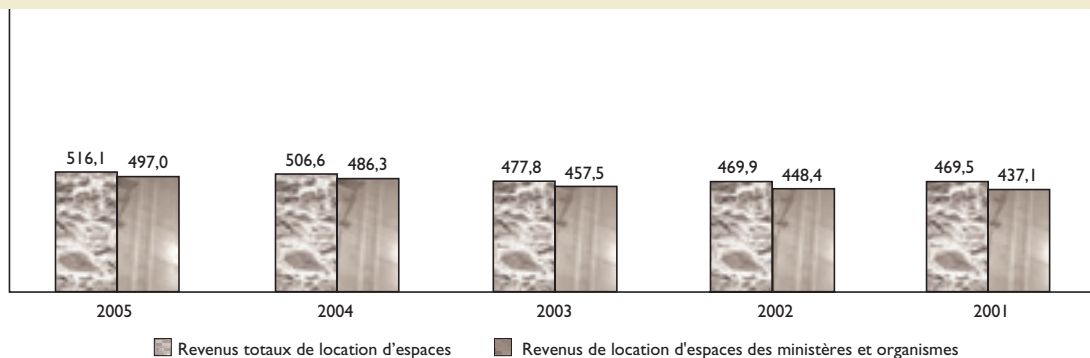 516,1 497,0 506,6 486,3 477,8 457,5 469,9 448,4 469,5 437,1
2005 2004 2003 2002 2001
Revenus totaux de location d’espaces Revenus de location d'espaces des ministères et organismes